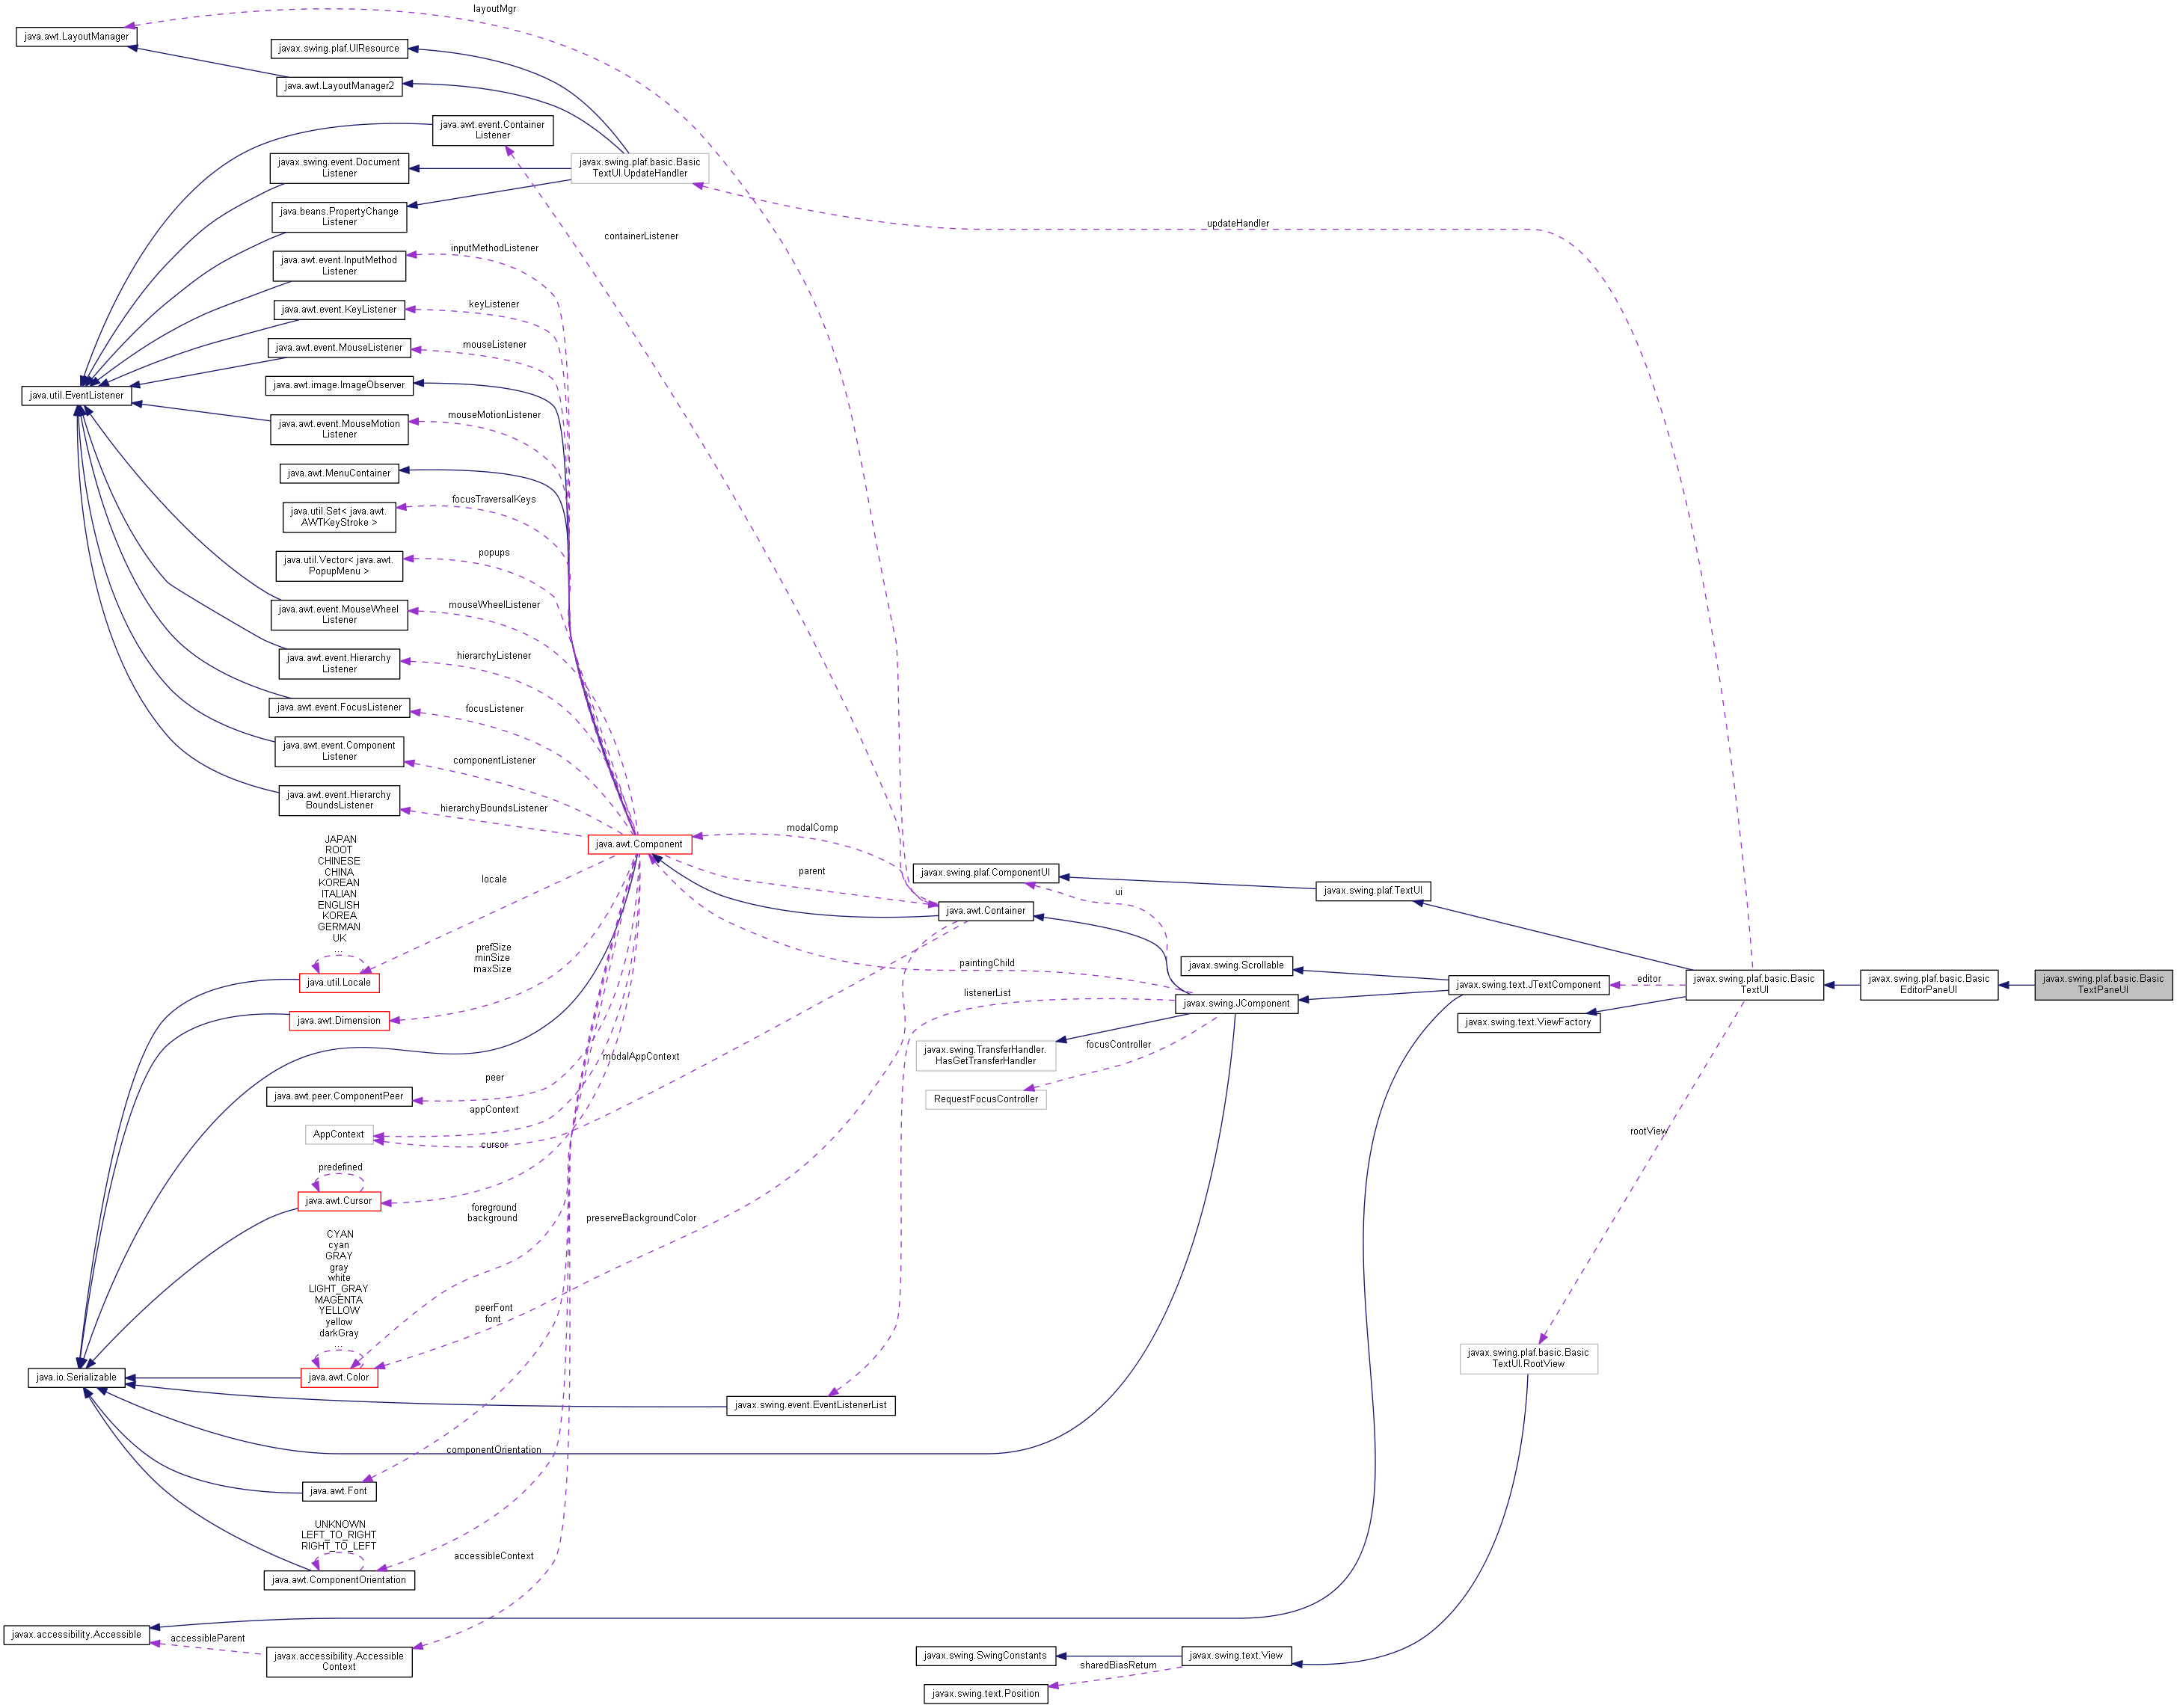 layoutMgr
java.awt.LayoutManager
javax.swing.plaf.UIResource
java.awt.LayoutManager2
java.awt.event.Container
Listener
javax.swing.event.Document
Listener
javax.swing.plaf.basic.Basic
TextUI.UpdateHandler
java.beans.PropertyChange
Listener
updateHandler
containerListener
inputMethodListener
java.awt.event.InputMethod
Listener
keyListener
java.awt.event.KeyListener
mouseListener
java.awt.event.MouseListener
java.awt.image.ImageObserver
java.util.EventListener
mouseMotionListener
java.awt.event.MouseMotion
Listener
java.awt.MenuContainer
focusTraversalKeys
java.util.Set< java.awt.
AWTKeyStroke >
popups
java.util.Vector< java.awt.
PopupMenu >
mouseWheelListener
java.awt.event.MouseWheel
Listener
hierarchyListener
java.awt.event.Hierarchy
Listener
focusListener
java.awt.event.FocusListener
componentListener
java.awt.event.Component
Listener
hierarchyBoundsListener
java.awt.event.Hierarchy
BoundsListener
java.awt.Component
modalComp
parent
JAPAN
ROOT
CHINESE
CHINA
KOREAN
ITALIAN
ENGLISH
KOREA
GERMAN
UK
...
locale
java.util.Locale
prefSize
minSize
maxSize
java.awt.Dimension
javax.swing.plaf.ComponentUI
ui
javax.swing.plaf.TextUI
java.awt.Container
paintingChild
listenerList
javax.swing.Scrollable
javax.swing.JComponent
javax.swing.text.JTextComponent
editor
javax.swing.plaf.basic.Basic
TextUI
javax.swing.plaf.basic.Basic
EditorPaneUI
javax.swing.plaf.basic.Basic
TextPaneUI
javax.swing.text.ViewFactory
javax.swing.TransferHandler.
HasGetTransferHandler
focusController
RequestFocusController
modalAppContext
peer
java.awt.peer.ComponentPeer
appContext
AppContext
cursor
predefined
java.awt.Cursor
foreground
background
preserveBackgroundColor
rootView
CYAN
cyan
GRAY
gray
white
LIGHT_GRAY
MAGENTA
YELLOW
yellow
darkGray
...
peerFont
font
java.awt.Color
java.io.Serializable
javax.swing.event.EventListenerList
javax.swing.plaf.basic.Basic
TextUI.RootView
componentOrientation
java.awt.Font
UNKNOWN
LEFT_TO_RIGHT
RIGHT_TO_LEFT
java.awt.ComponentOrientation
accessibleContext
javax.accessibility.Accessible
accessibleParent
javax.accessibility.Accessible
Context
javax.swing.SwingConstants
javax.swing.text.View
sharedBiasReturn
javax.swing.text.Position